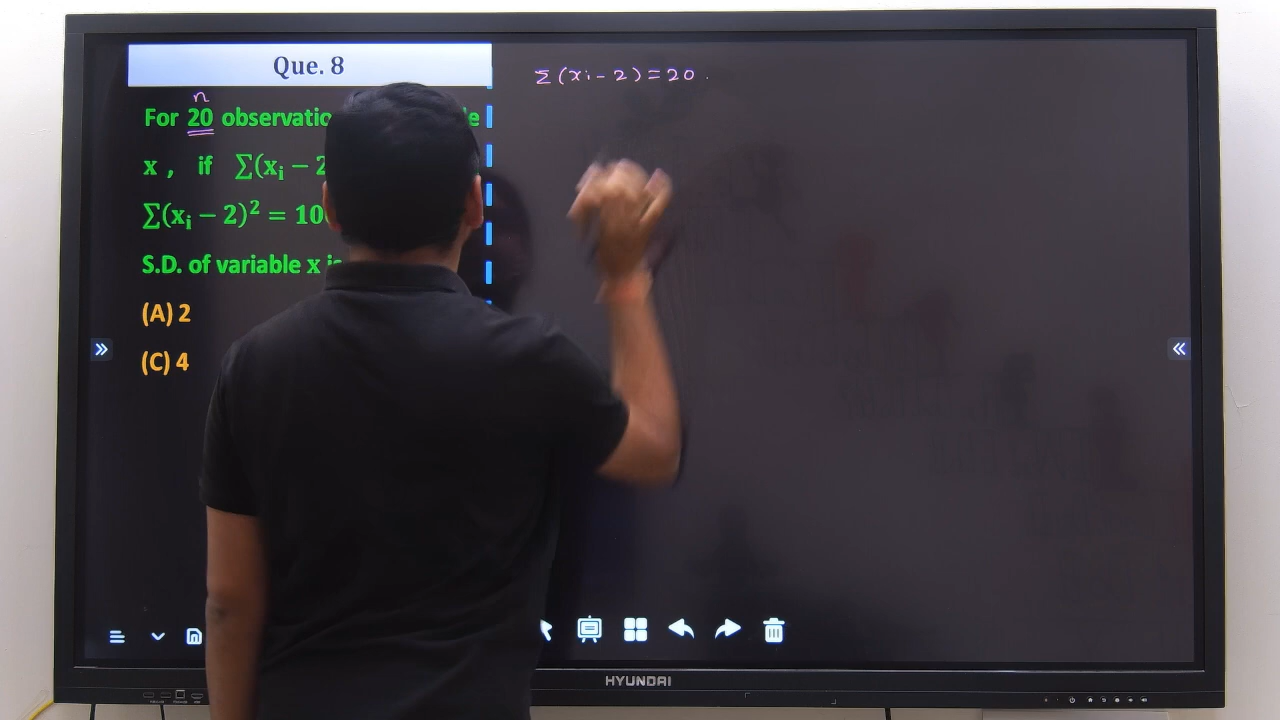 Que. 8
Σ(xi-2)=20.
n
For 20
x , if ∑(xᵢ − 2
∑(xᵢ − 2)² = 10
S.D. of variable x
(A) 2
(C) 4
HYUNDAI